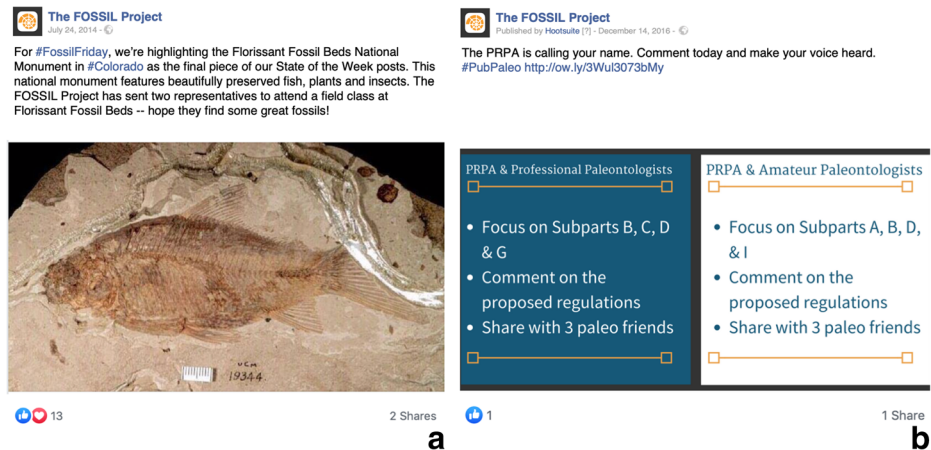 The FOSSIL Project
July 24, 2014 ·
For #FossilFriday, we're highlighting the Florissant Fossil Beds National
Monument in #Colorado as the final piece of our State of the Week posts. This
national monument features beautifully preserved fish, plants and insects. The
FOSSIL Project has sent two representatives to attend a field class at
Florissant Fossil Beds -- hope they find some great fossils!
UCM
19344
13
2 Shares
a
The FOSSIL Project
Published by Hootsuite [?] · December 14, 2016 ·
The PRPA is calling your name. Comment today and make your voice heard.
#PubPaleo http://ow.ly/3Wul3073bMy
PRPA & Professional Paleontologists
• Focus on Subparts B, C, D
& G
• Comment on the
proposed regulations
• Share with 3 paleo friends
PRPA & Amateur Paleontologists
• Focus on Subparts A, B, D,
& I
• Comment on the
proposed regulations
• Share with 3 paleo friends
1
1 Share
b